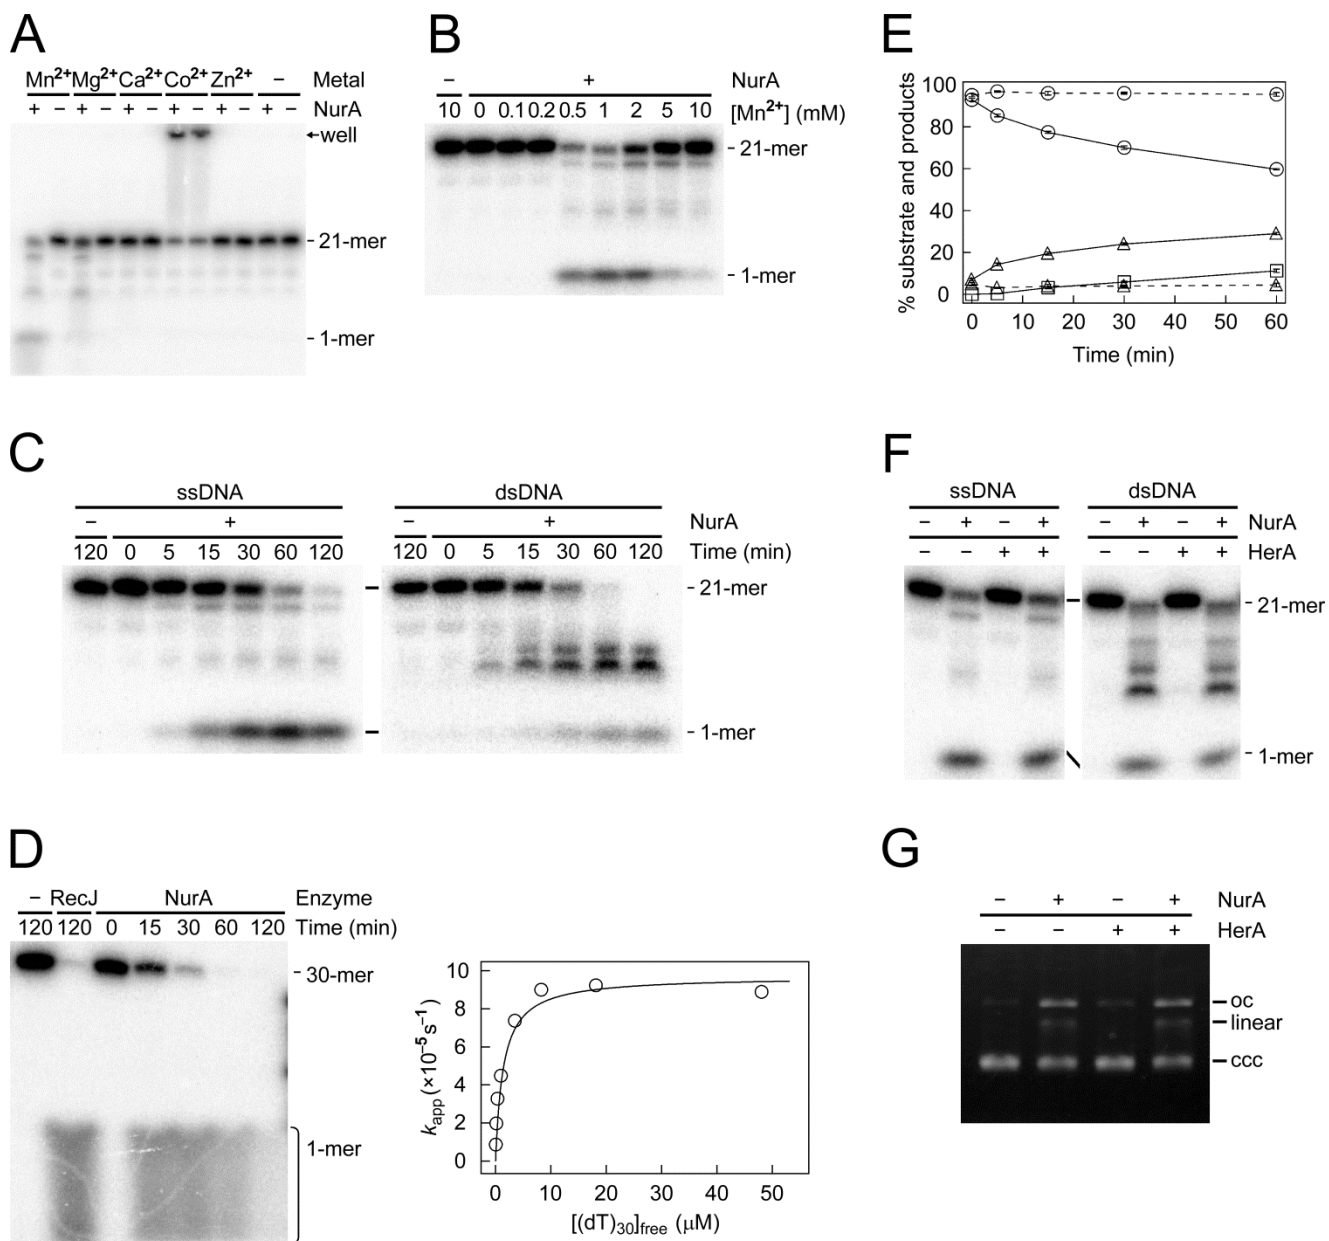 A
Mn²⁺ Mg²⁺ Ca²⁺ Co²⁺ Zn²⁺ – Metal
+ – + – + – + – + – + – NurA
well
21-mer
1-mer
B
– + NurA
10 0 0.1 0.2 0.5 1 2 5 10 [Mn²⁺] (mM)
21-mer
1-mer
E
% substrate and products
100
80
60
40
20
0
0 10 20 30 40 50 60
Time (min)
C
ssDNA dsDNA
– + – + NurA
120 0 5 15 30 60 120 120 0 5 15 30 60 120 Time (min)
21-mer
1-mer
F
ssDNA dsDNA
– + – + – + – + NurA
– – + + – – + + HerA
21-mer
1-mer
D
– RecJ NurA Enzyme
120 120 0 15 30 60 120 Time (min)
30-mer
1-mer
k_app (×10⁻⁵ s⁻¹)
10
8
6
4
2
0
0 10 20 30 40 50
[(dT)₃₀]free (μM)
G
– + – + NurA
– – + + HerA
oc
linear
ccc